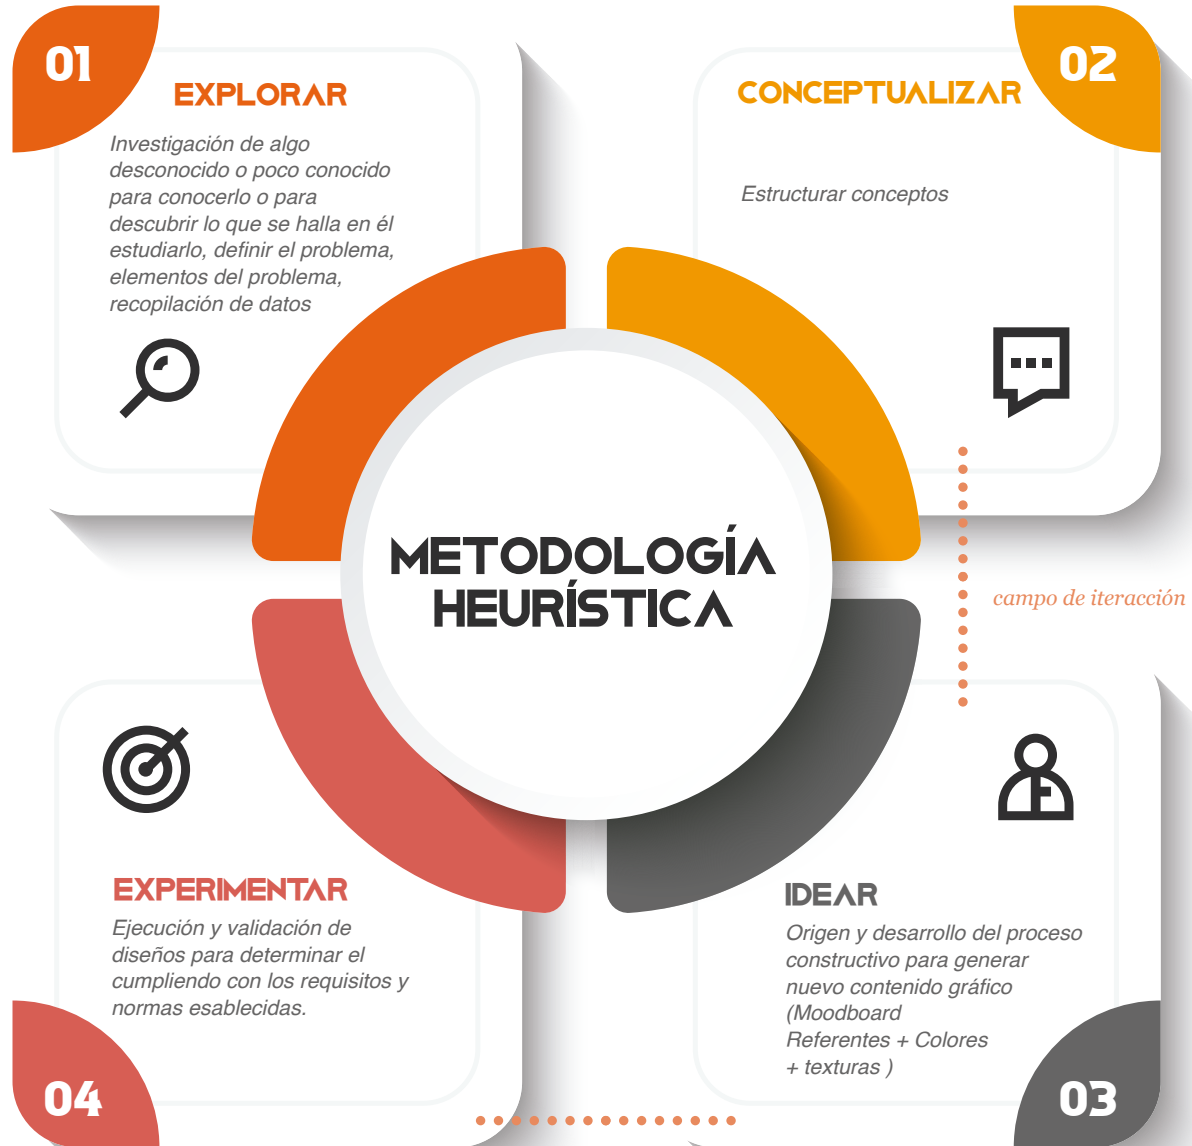 01
EXPLORAR
Investigación de algo
desconocido o poco conocido
para conocerlo o para
descubrir lo que se halla en él
estudiarlo, definir el problema,
elementos del problema,
recopilación de datos
02
CONCEPTUALIZAR
Estructurar conceptos
METODOLOGÍA
HEURÍSTICA
campo de iteracción
EXPERIMENTAR
Ejecución y validación de
diseños para determinar el
cumpliendo con los requisitos y
normas esablecidas.
04
IDEAR
Origen y desarrollo del proceso
constructivo para generar
nuevo contenido gráfico
(Moodboard
Referentes + Colores
+ texturas )
03